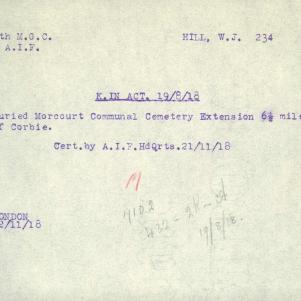 th M.G.C. HILL, W.J. 234
A.I.F.
K.IN ACT. 19/8/18
uried Morcourt Communal Cemetery Extension 6½ mile
f Corbie.
Cert.by A.I.F.HdQrts.21/11/18
ONDON
2/11/18
19/8/18.